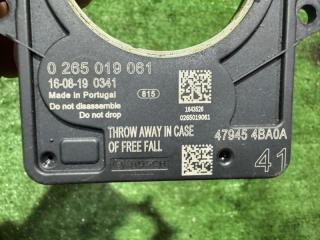 0 265 019 061
16-08-19 0341
Made in Portugal
815
Do not disassemble
Do not drop
1643526
0265019061
THROW AWAY IN CASE
OF FREE FALL
47945 4BA0A
BOSCH
41